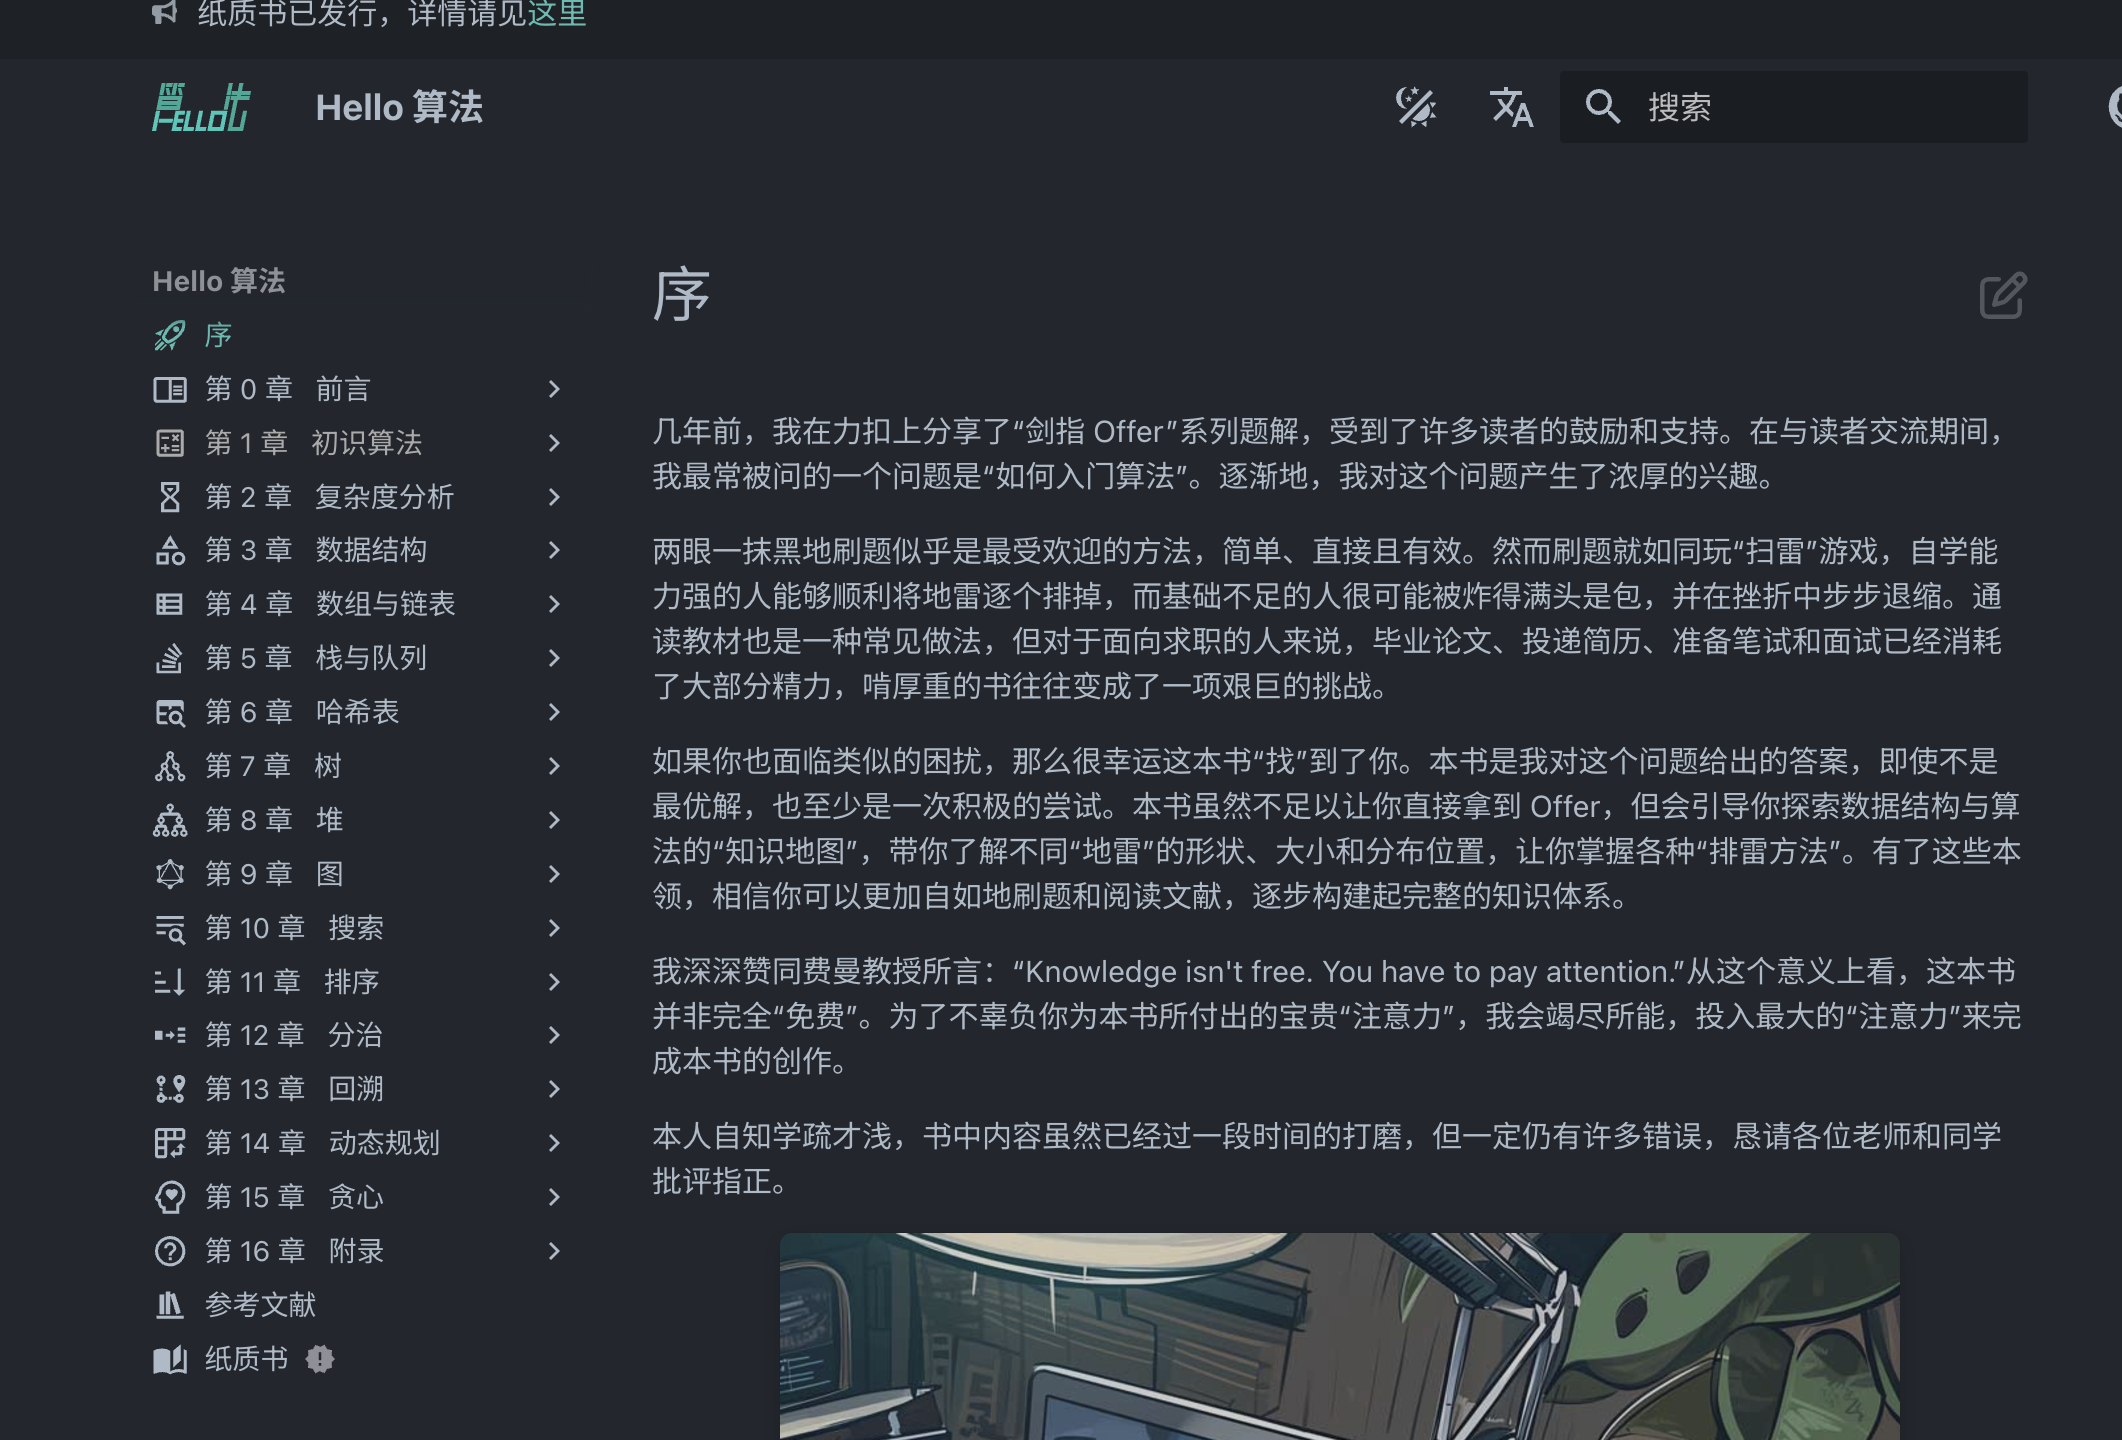 纸质书已发行，详情请见这里
Hello 算法
搜索
Hello 算法
序
第 0 章 前言
第 1 章 初识算法
第 2 章 复杂度分析
第 3 章 数据结构
第 4 章 数组与链表
第 5 章 栈与队列
第 6 章 哈希表
第 7 章 树
第 8 章 堆
第 9 章 图
第 10 章 搜索
第 11 章 排序
第 12 章 分治
第 13 章 回溯
第 14 章 动态规划
第 15 章 贪心
第 16 章 附录
参考文献
纸质书
序
几年前，我在力扣上分享了“剑指 Offer”系列题解，受到了许多读者的鼓励和支持。在与读者交流期间，
我最常被问的一个问题是“如何入门算法”。逐渐地，我对这个问题产生了浓厚的兴趣。
两眼一抹黑地刷题似乎是最受欢迎的方法，简单、直接且有效。然而刷题就如同玩“扫雷”游戏，自学能
力强的人能够顺利将地雷逐个排掉，而基础不足的人很可能被炸得满头是包，并在挫折中步步退缩。通
读教材也是一种常见做法，但对于面向求职的人来说，毕业论文、投递简历、准备笔试和面试已经消耗
了大部分精力，啃厚重的书往往变成了一项艰巨的挑战。
如果你也面临类似的困扰，那么很幸运这本书“找”到了你。本书是我对这个问题给出的答案，即使不是
最优解，也至少是一次积极的尝试。本书虽然不足以让你直接拿到 Offer，但会引导你探索数据结构与算
法的“知识地图”，带你了解不同“地雷”的形状、大小和分布位置，让你掌握各种“排雷方法”。有了这些本
领，相信你可以更加自如地刷题和阅读文献，逐步构建起完整的知识体系。
我深深赞同费曼教授所言：“Knowledge isn't free. You have to pay attention.”从这个意义上看，这本书
并非完全“免费”。为了不辜负你为本书所付出的宝贵“注意力”，我会竭尽所能，投入最大的“注意力”来完
成本书的创作。
本人自知学疏才浅，书中内容虽然已经过一段时间的打磨，但一定仍有许多错误，恳请各位老师和同学
批评指正。